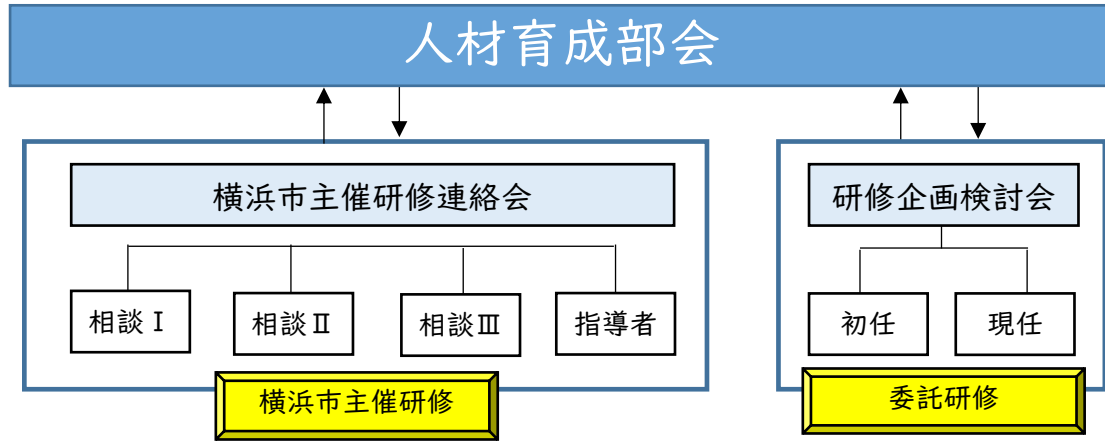 人材育成部会
横浜市主催研修連絡会
研修企画検討会
相談Ⅰ
相談Ⅱ
相談Ⅲ
指導者
初任
現任
横浜市主催研修
委託研修